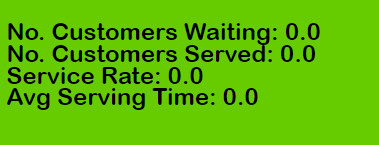 No. Customers Waiting: 0.0
No. Customers Served: 0.0
Service Rate: 0.0
Avg Serving Time: 0.0